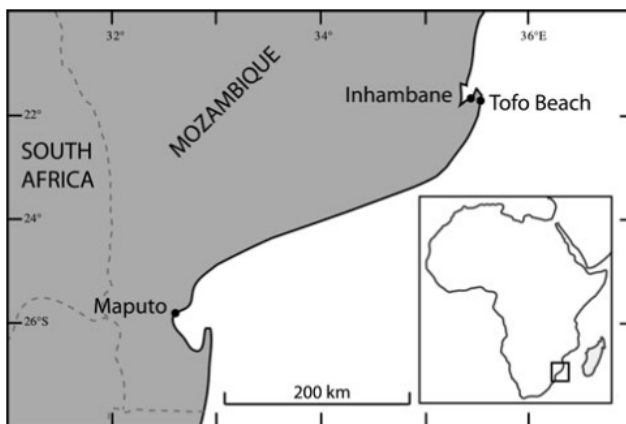 32°
34°
36°E
MOZAMBIQUE
Inhambane
Tofo Beach
22°
SOUTH
AFRICA
24°
Maputo
26°S
200 km